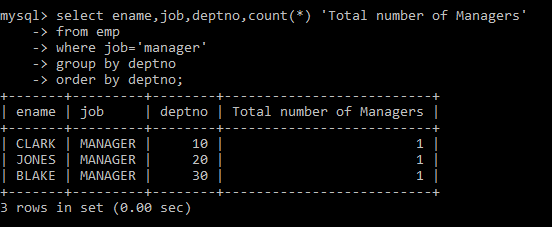 mysql> select ename,job,deptno,count(*) 'Total number of Managers'
    -> from emp
    -> where job='manager'
    -> group by deptno
    -> order by deptno;
+-------+---------+--------+--------------------------+
| ename | job     | deptno | Total number of Managers |
+-------+---------+--------+--------------------------+
| CLARK | MANAGER |     10 |                        1 |
| JONES | MANAGER |     20 |                        1 |
| BLAKE | MANAGER |     30 |                        1 |
+-------+---------+--------+--------------------------+
3 rows in set (0.00 sec)